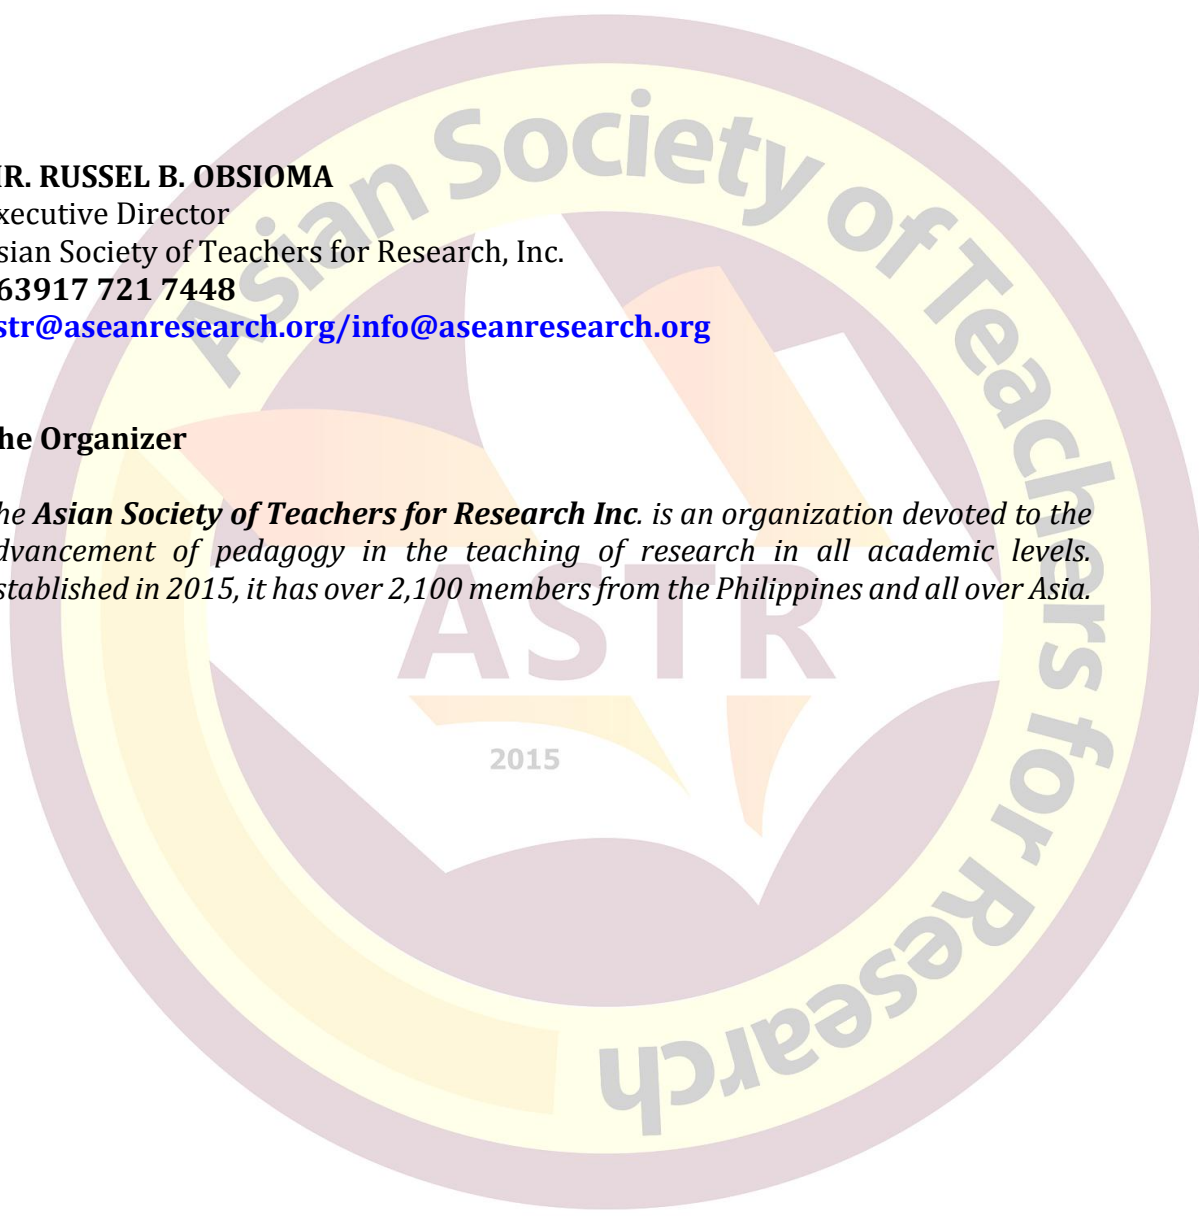 IR. RUSSEL B. OBSIOMA
xecutive Director
sian Society of Teachers for Research, Inc.
63917 721 7448
str@aseanresearch.org/info@aseanresearch.org
he Organizer
he Asian Society of Teachers for Research Inc. is an organization devoted to the
dvancement of pedagogy in the teaching of research in all academic levels.
stablished in 2015, it has over 2,100 members from the Philippines and all over Asia.
Asian Society of Teachers for Research
ASTR
2015